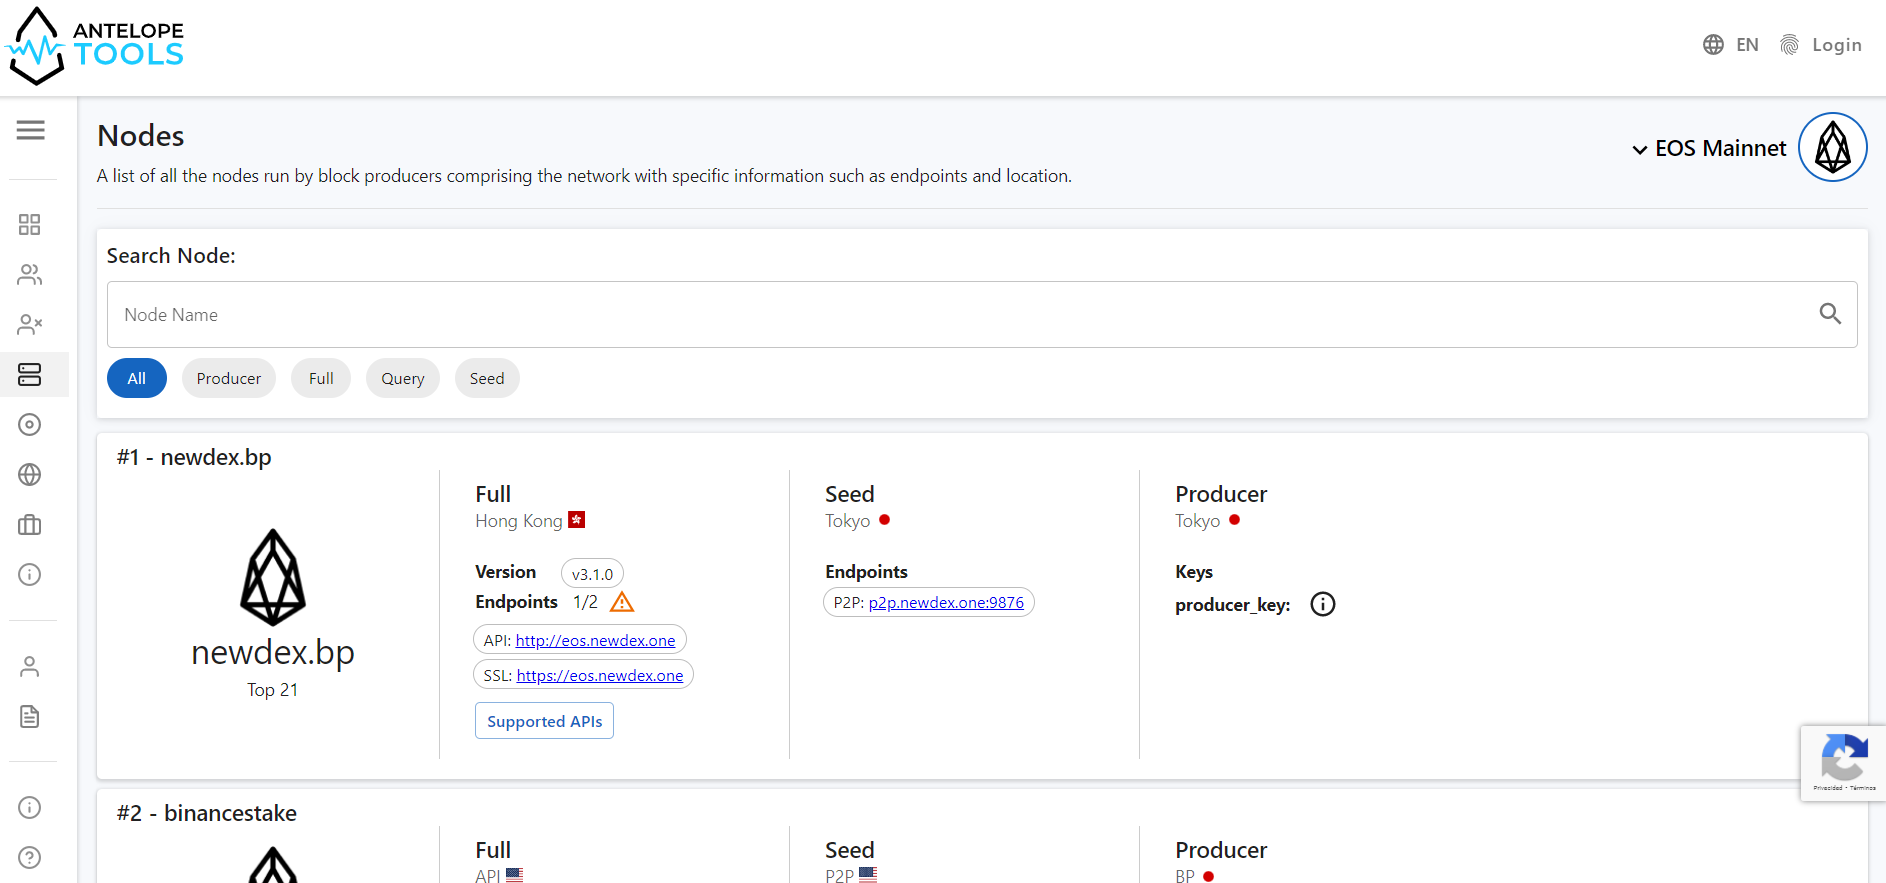 ANTELOPE
TOOLS
EN
Login
Nodes
A list of all the nodes run by block producers comprising the network with specific information such as endpoints and location.
EOS Mainnet
Search Node:
Node Name
All
Producer
Full
Query
Seed
#1 - newdex.bp
newdex.bp
Top 21
Full
Hong Kong
Version v3.1.0
Endpoints 1/2
API: http://eos.newdex.one
SSL: https://eos.newdex.one
Supported APIs
Seed
Tokyo
Endpoints
P2P: p2p.newdex.one:9876
Producer
Tokyo
Keys
producer_key:
Privacidad - Términos
#2 - binancestake
Full
API
Seed
P2P
Producer
BP